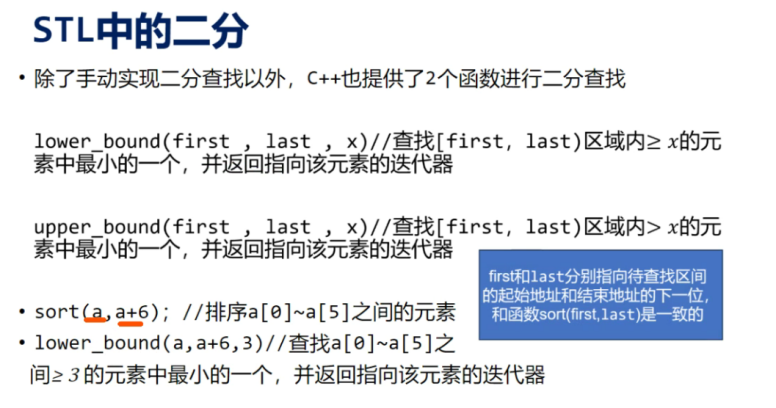 STL中的二分
• 除了手动实现二分查找以外，C++也提供了2个函数进行二分查找
lower_bound(first , last , x)//查找[first, last)区域内≥ x的元
素中最小的一个，并返回指向该元素的迭代器
upper_bound(first , last , x)//查找[first, last)区域内> x的元
素中最小的一个，并返回指向该元素的迭代器
first和last分别指向待查找区间
的起始地址和结束地址的下一位，
和函数sort(first,last)是一致的
• sort(a,a+6); //排序a[0]~a[5]之间的元素
• lower_bound(a,a+6,3)//查找a[0]~a[5]之
间≥ 3 的元素中最小的一个，并返回指向该元素的迭代器